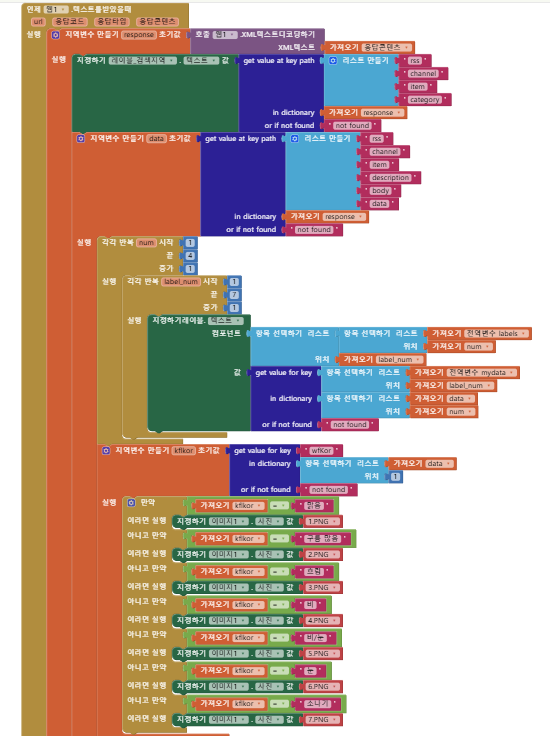 언제 웹1 .텍스트를받았을때
url 응답코드 응답타입 응답콘텐츠
실행 지역변수 만들기 response 초기값 호출 웹1 .XML텍스트디코딩하기
XML텍스트 가져오기 응답콘텐츠
실행 지정하기 레이블_검색지역 . 텍스트 값 get value at key path 리스트 만들기 " rss "
" channel "
" item "
" category "
in dictionary 가져오기 response
or if not found " not found "
지역변수 만들기 data 초기값 get value at key path 리스트 만들기 " rss "
" channel "
" item "
" description "
" body "
" data "
in dictionary 가져오기 response
or if not found " not found "
실행 각각 반복 num 시작 1
끝 4
증가 1
실행 각각 반복 label_num 시작 1
끝 7
증가 1
실행 지정하기레이블. 텍스트
컴포넌트 항목 선택하기 리스트 항목 선택하기 리스트 가져오기 전역변수 labels
위치 가져오기 num
위치 가져오기 label_num
값 get value for key 항목 선택하기 리스트 가져오기 전역변수 mydata
위치 가져오기 label_num
in dictionary 항목 선택하기 리스트 가져오기 data
위치 가져오기 num
or if not found " not found "
지역변수 만들기 kfikor 초기값 get value for key " wfKor "
in dictionary 항목 선택하기 리스트 가져오기 data
위치 1
or if not found " not found "
실행 만약 가져오기 kfikor = " 맑음 "
이라면 실행 지정하기 이미지1 . 사진 값 1.PNG
아니고 만약 가져오기 kfikor = " 구름 많음 "
이라면 실행 지정하기 이미지1 . 사진 값 2.PNG
아니고 만약 가져오기 kfikor = " 흐림 "
이라면 실행 지정하기 이미지1 . 사진 값 3.PNG
아니고 만약 가져오기 kfikor = " 비 "
이라면 실행 지정하기 이미지1 . 사진 값 4.PNG
아니고 만약 가져오기 kfikor = " 비/눈 "
이라면 실행 지정하기 이미지1 . 사진 값 5.PNG
아니고 만약 가져오기 kfikor = " 눈 "
이라면 실행 지정하기 이미지1 . 사진 값 6.PNG
아니고 만약 가져오기 kfikor = " 소나기 "
이라면 실행 지정하기 이미지1 . 사진 값 7.PNG